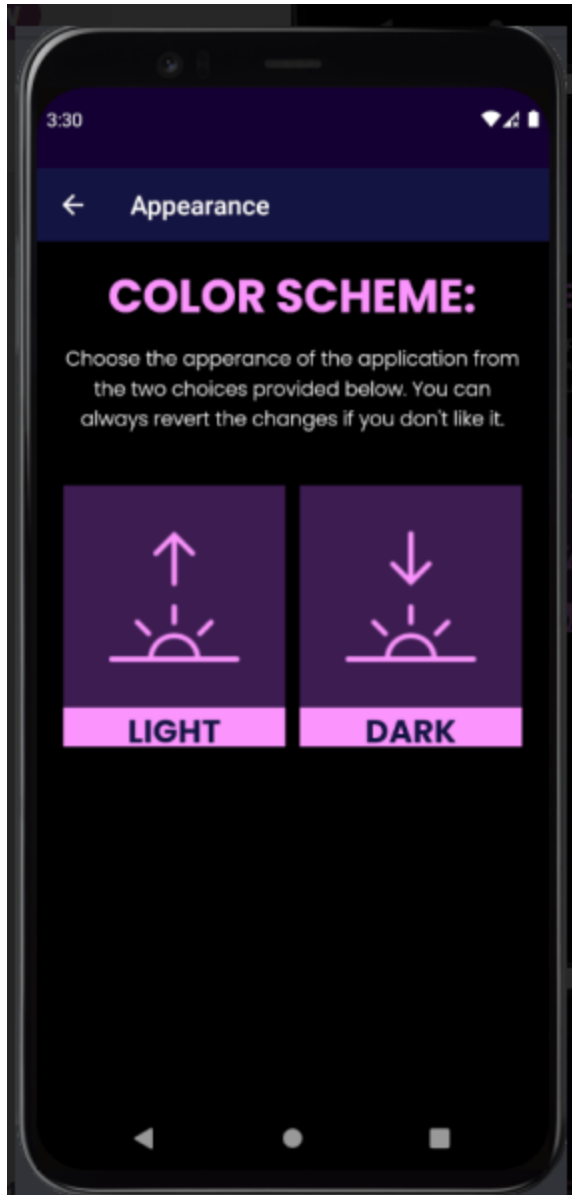 3:30
Appearance
COLOR SCHEME:
Choose the apperance of the application from
the two choices provided below. You can
always revert the changes if you don't like it.
LIGHT
DARK